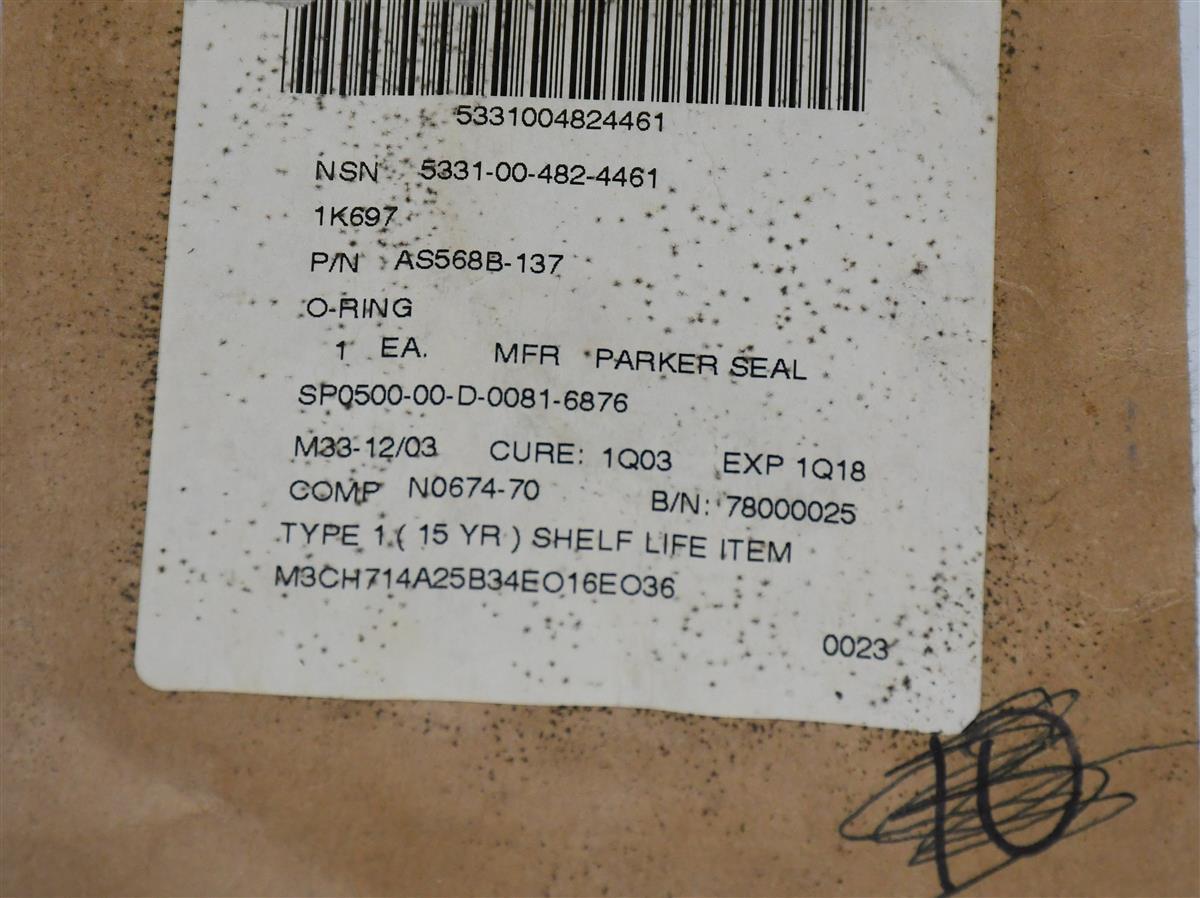 5331004824461
NSN 5331-00-482-4461
1K697
P/N AS568B-137
O-RING
1 EA. MFR PARKER SEAL
SP0500-00-D-0081-6876
M33-12/03 CURE: 1Q03 EXP 1Q18
COMP N0674-70 B/N: 78000025
TYPE 1 ( 15 YR ) SHELF LIFE ITEM
M3CH714A25B34EO16EO36
0023
10